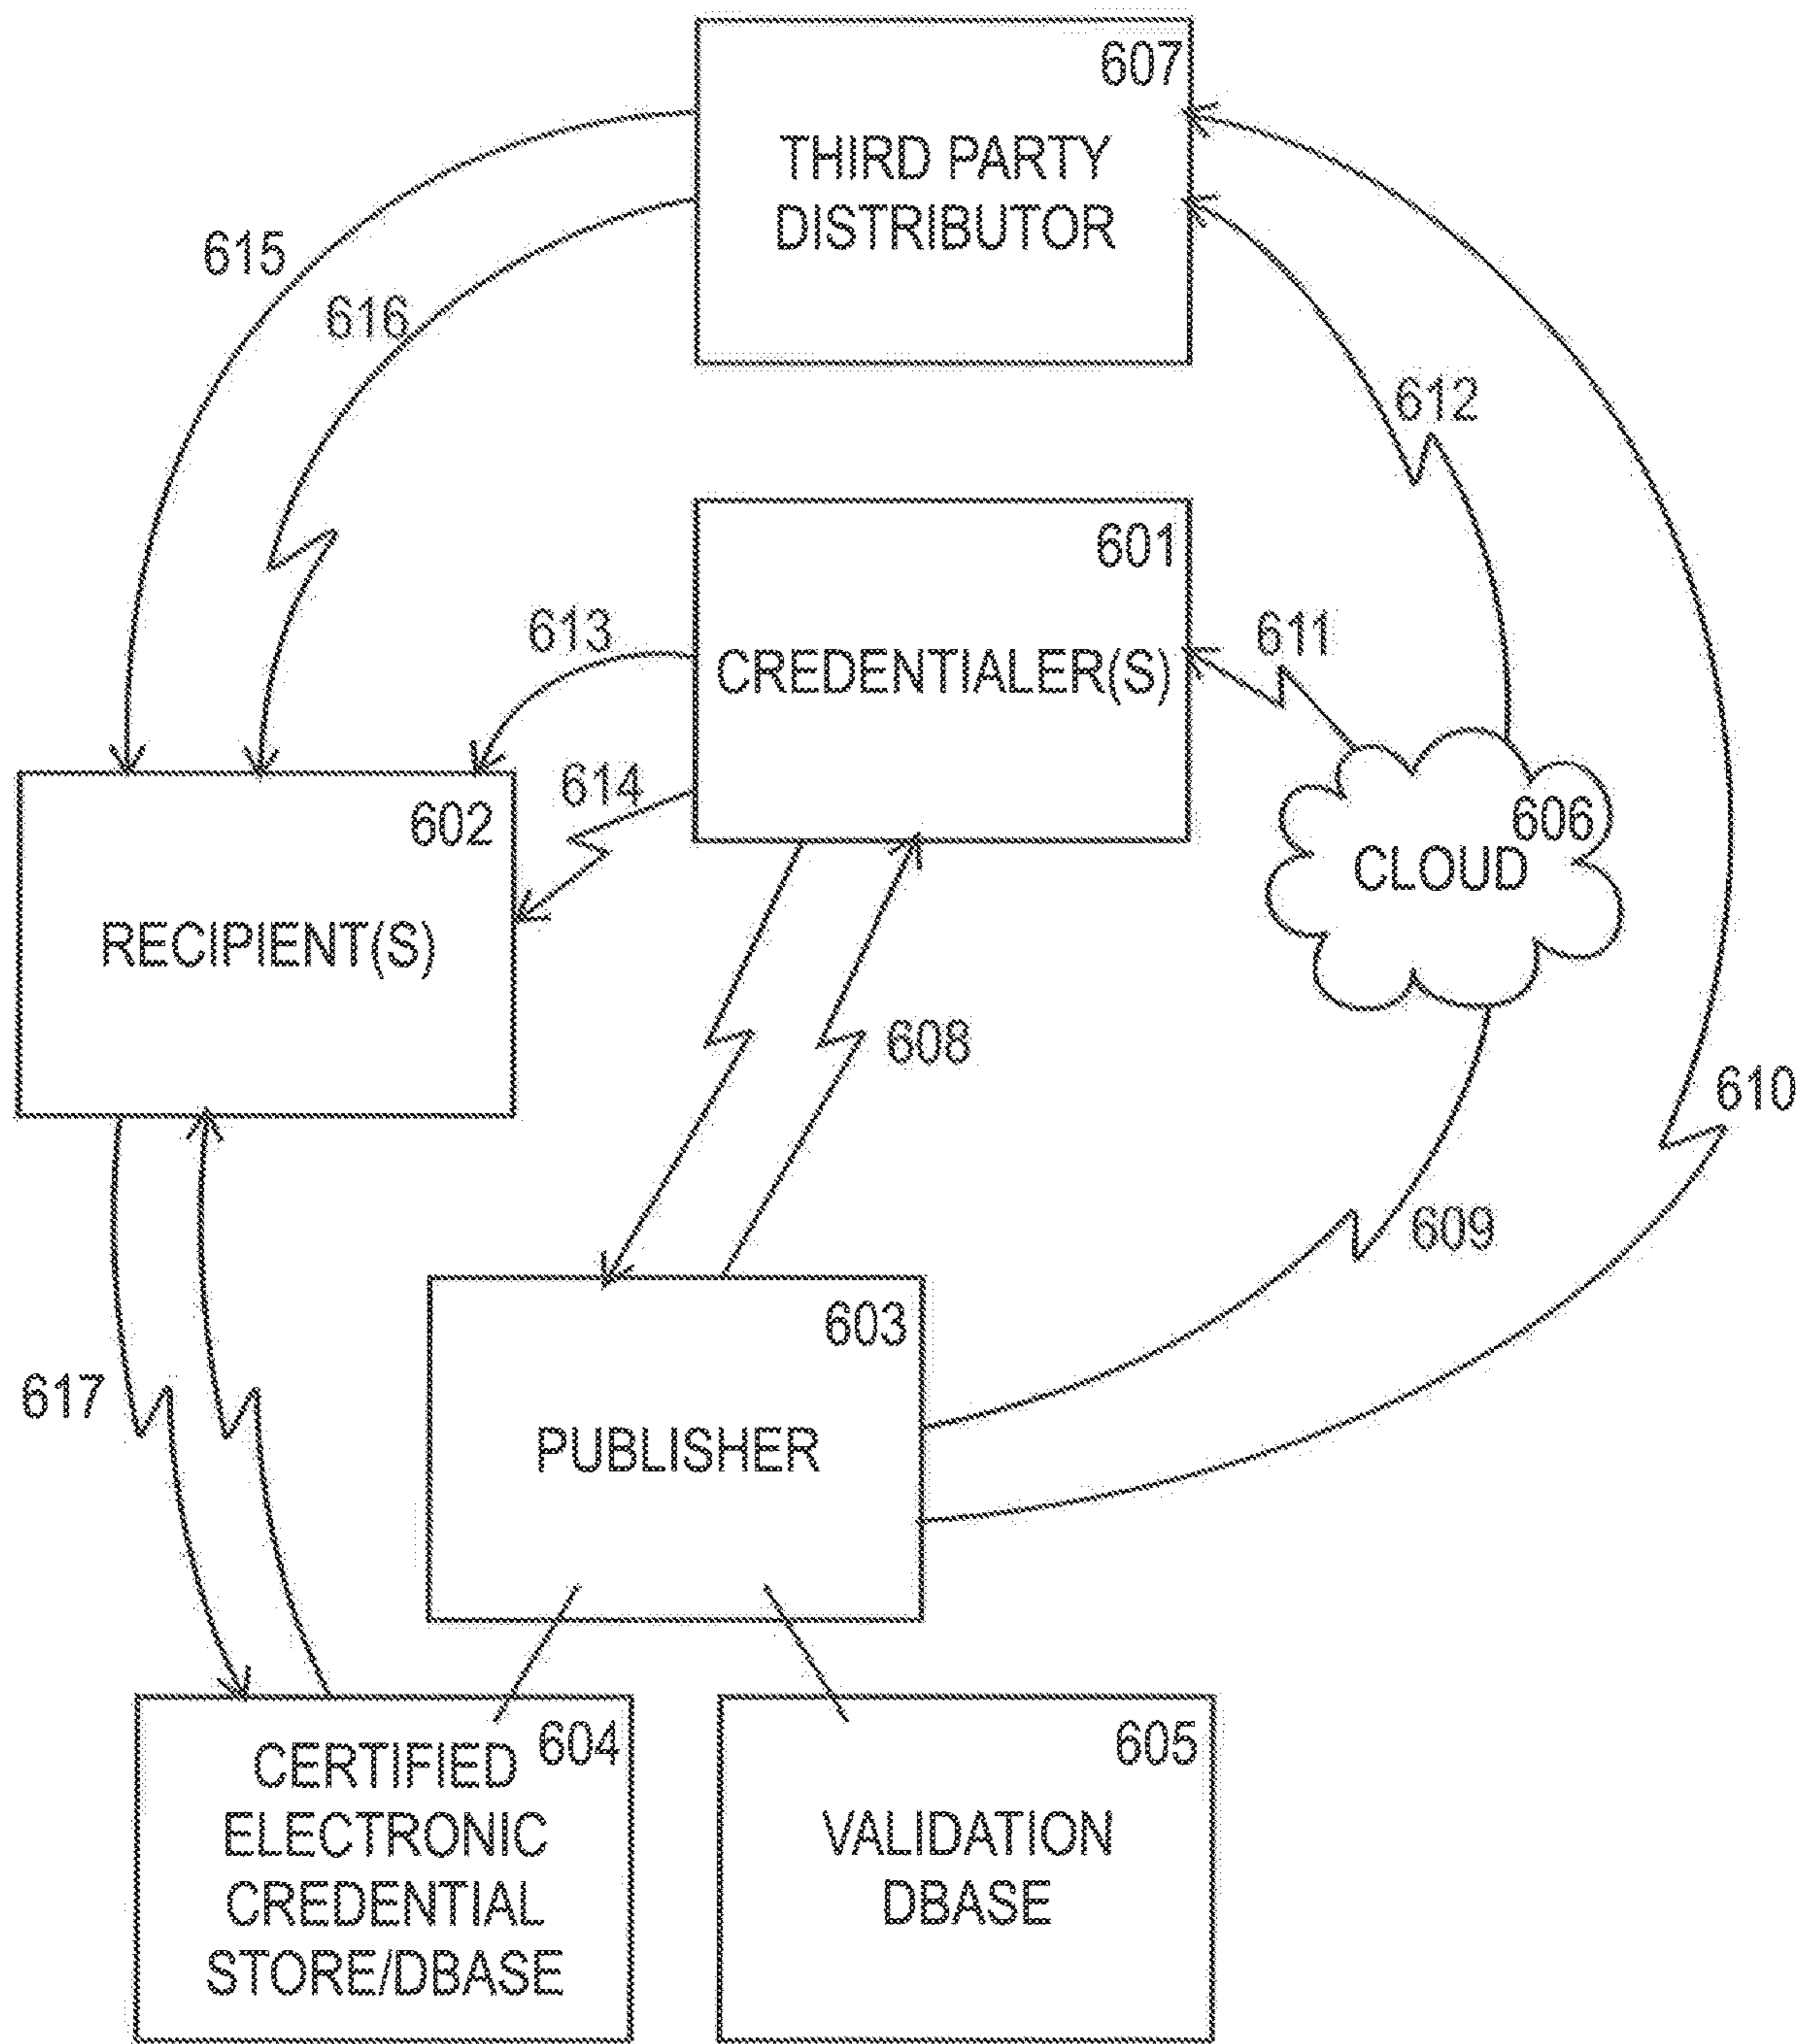 607
THIRD PARTY
DISTRIBUTOR
615
616
612
601
CREDENTIALER(S)
613
611
614
602
RECIPIENT(S)
606
CLOUD
608
610
609
603
PUBLISHER
617
604
CERTIFIED
ELECTRONIC
CREDENTIAL
STORE/DBASE
605
VALIDATION
DBASE